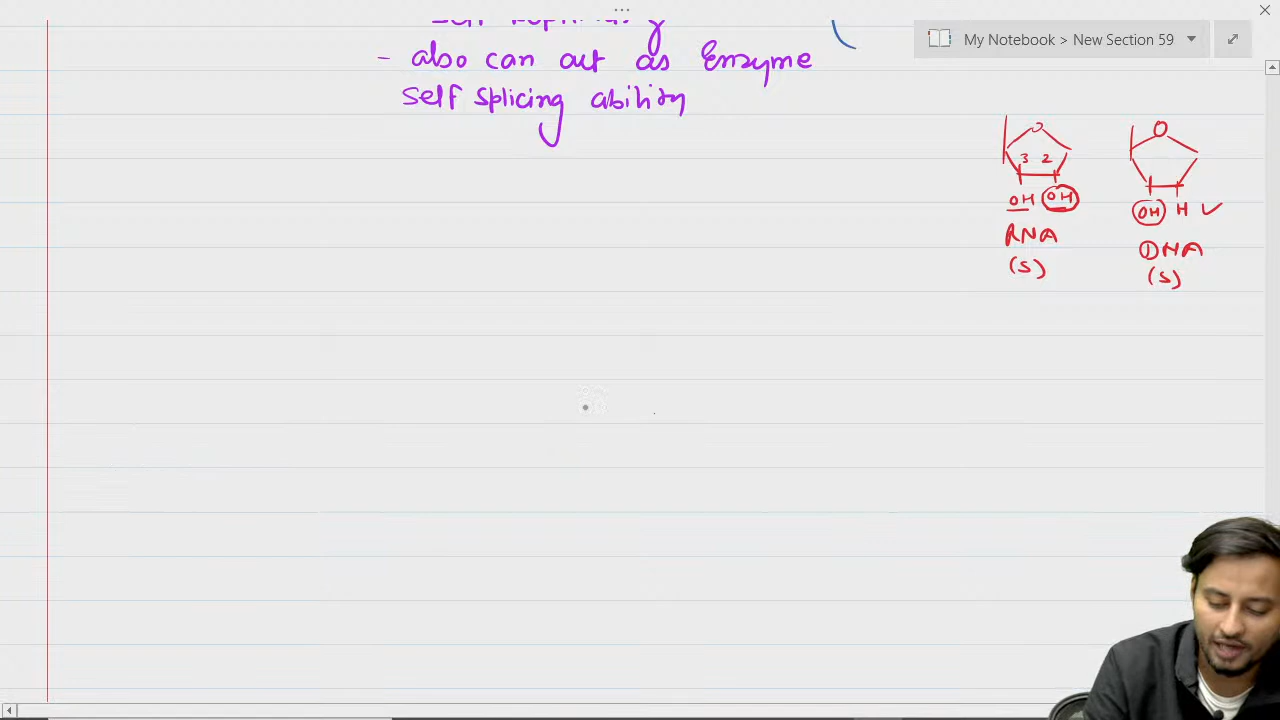 My Notebook > New Section 59
- also can act as Enzyme
self splicing ability
O O
3 2
OH OH OH H ✓
RNA DNA
(S) (S)